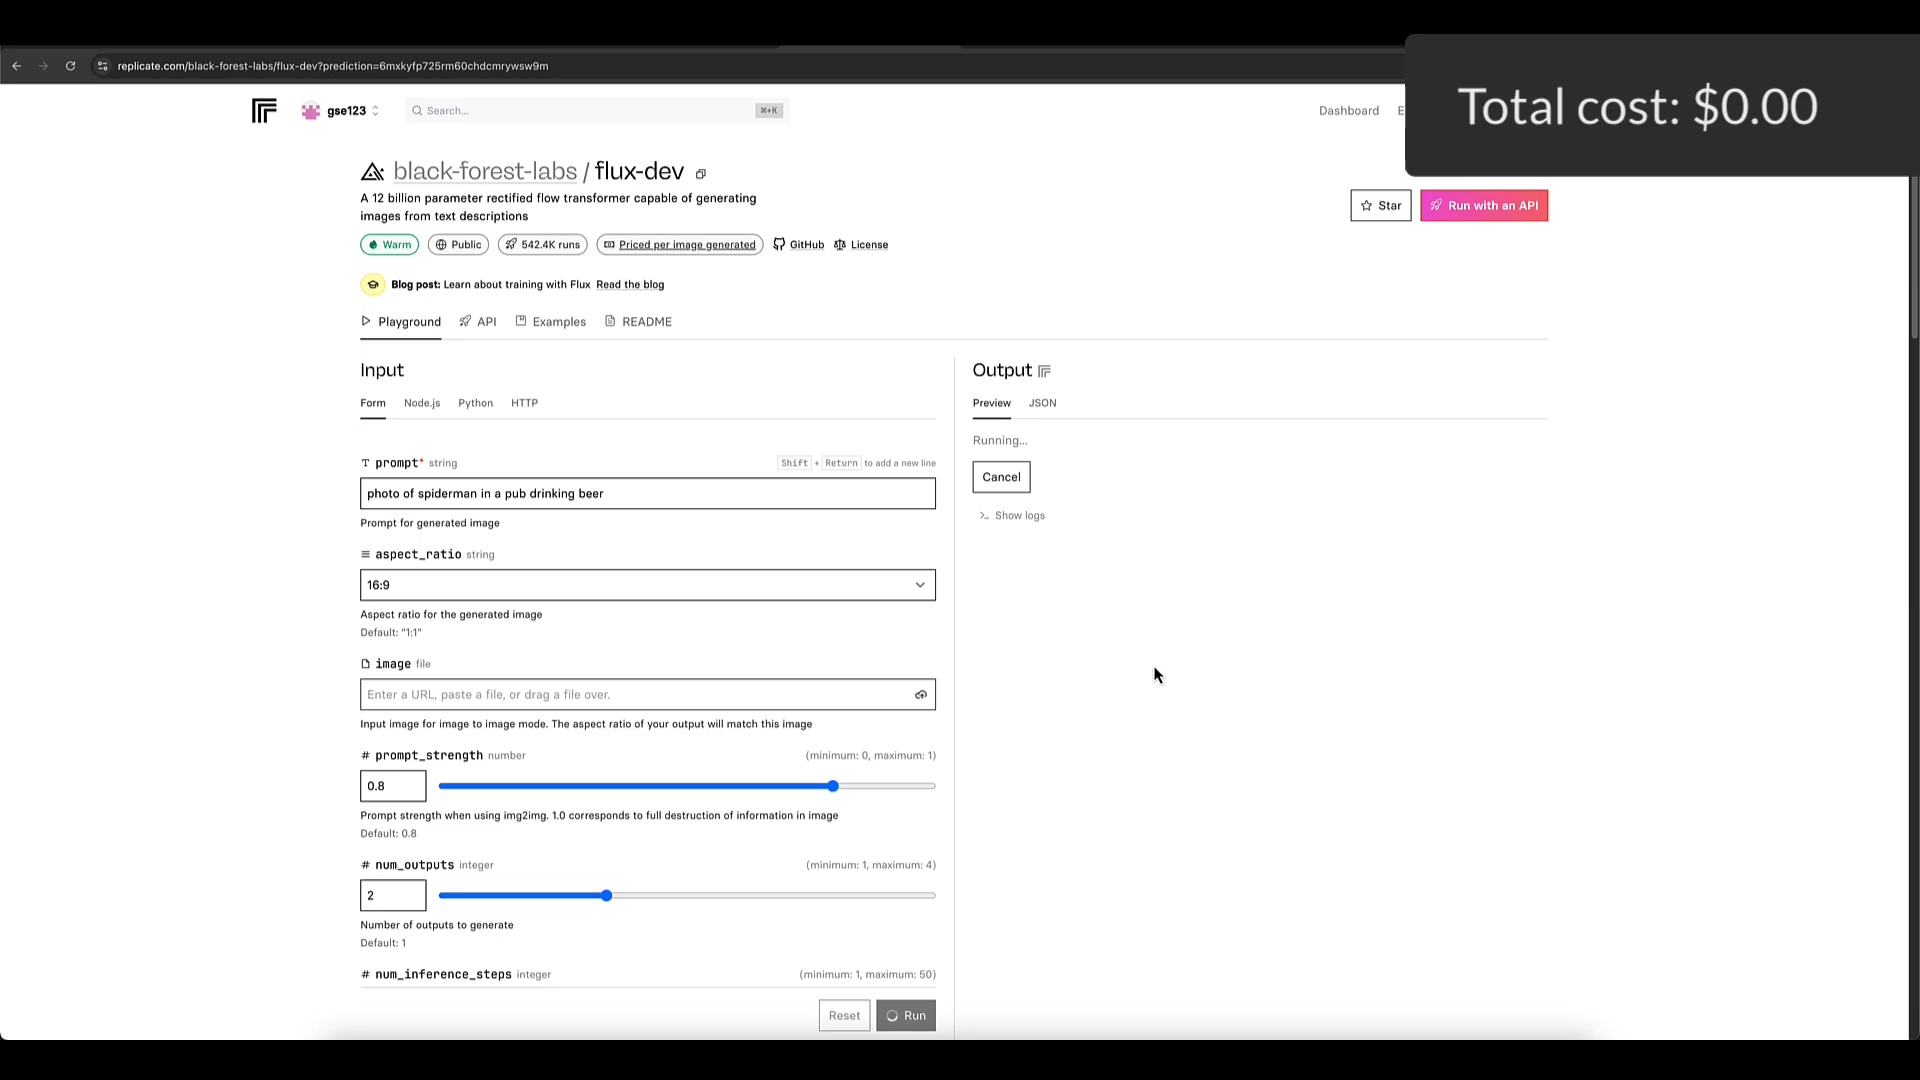 replicate.com/black-forest-labs/flux-dev?prediction=6mxkyfp725rm60chdcmrywsw9m
Total cost: $0.00
gse123
Search...
⌘+K
Dashboard
E
black-forest-labs / flux-dev
A 12 billion parameter rectified flow transformer capable of generating
images from text descriptions
Star
Run with an API
Warm
Public
542.4K runs
Priced per image generated
GitHub
License
Blog post: Learn about training with Flux Read the blog
Playground
API
Examples
README
Input
Form
Node.js
Python
HTTP
T prompt* string
Shift + Return to add a new line
photo of spiderman in a pub drinking beer
Prompt for generated image
aspect_ratio string
16:9
Aspect ratio for the generated image
Default: "1:1"
image file
Enter a URL, paste a file, or drag a file over.
Input image for image to image mode. The aspect ratio of your output will match this image
# prompt_strength number
(minimum: 0, maximum: 1)
0.8
Prompt strength when using img2img. 1.0 corresponds to full destruction of information in image
Default: 0.8
# num_outputs integer
(minimum: 1, maximum: 4)
2
Number of outputs to generate
Default: 1
# num_inference_steps integer
(minimum: 1, maximum: 50)
Reset
Run
Output
Preview
JSON
Running...
Cancel
>_ Show logs